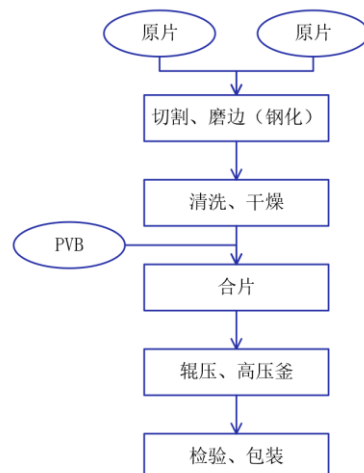 原片
原片
切割、磨边（钢化）
清洗、干燥
PVB
合片
辊压、高压釜
检验、包装